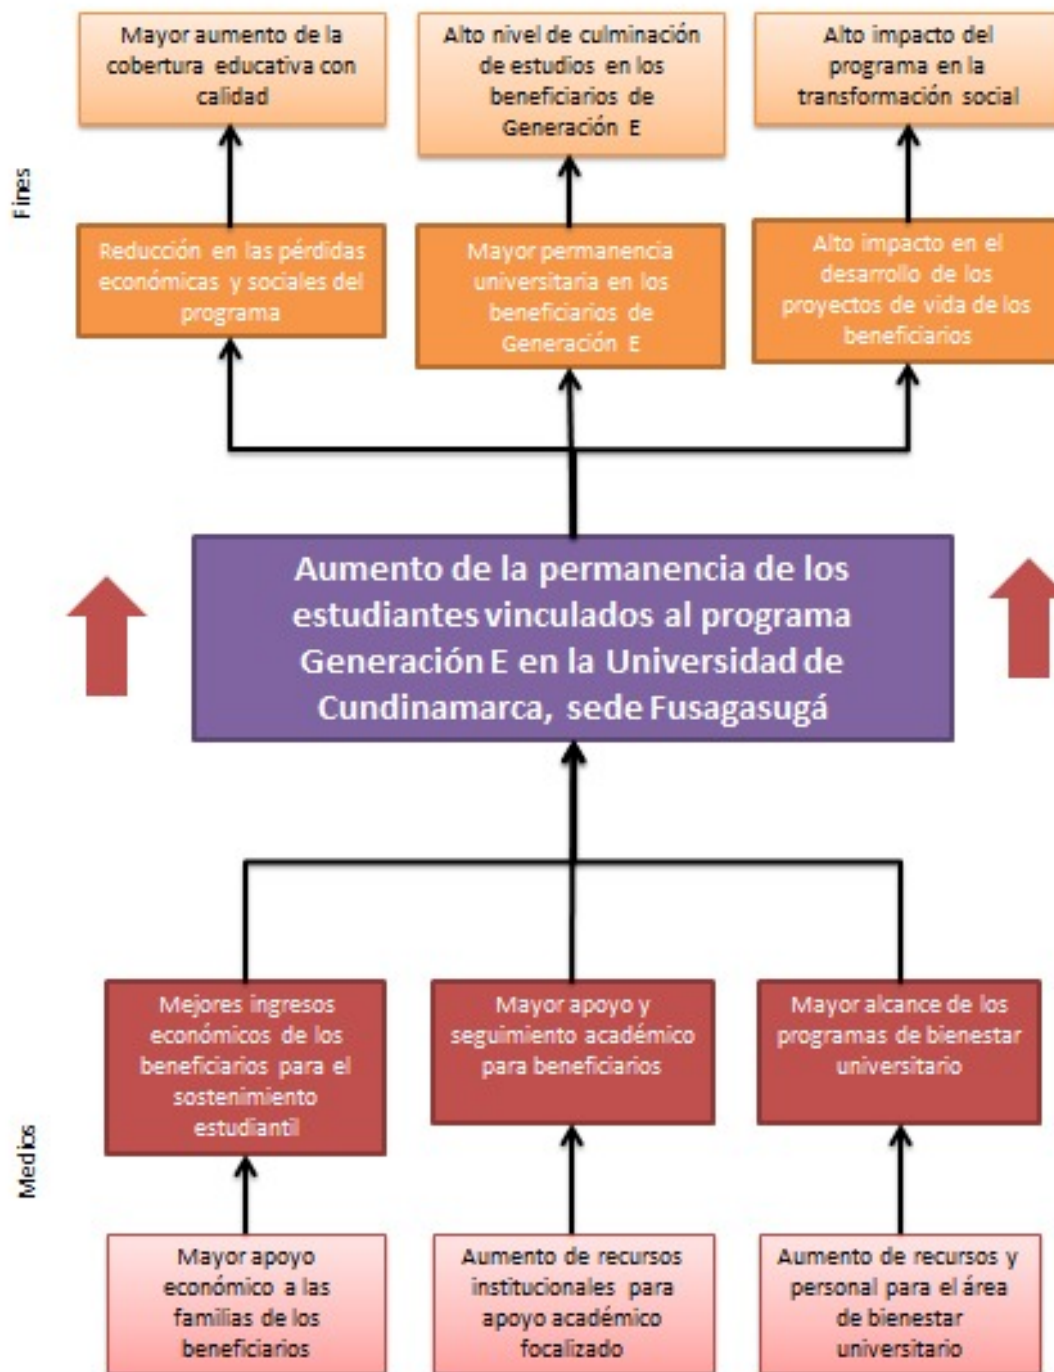 Mayor aumento de la
cobertura educativa con
calidad
Alto nivel de culminación
de estudios en los
beneficiarios de
Generación E
Alto impacto del
programa en la
transformación social
Fines
Reducción en las pérdidas
económicas y sociales del
programa
Mayor permanencia
universitaria en los
beneficiarios de
Generación E
Alto impacto en el
desarrollo de los
proyectos de vida de los
beneficiarios
Aumento de la permanencia de los
estudiantes vinculados al programa
Generación E en la Universidad de
Cundinamarca, sede Fusagasugá
Mejores ingresos
económicos de los
beneficiarios para el
sostenimiento
estudiantil
Mayor apoyo y
seguimiento académico
para beneficiarios
Mayor alcance de los
programas de bienestar
universitario
Medios
Mayor apoyo
económico a las
familias de los
beneficiarios
Aumento de recursos
institucionales para
apoyo académico
focalizado
Aumento de recursos y
personal para el área
de bienestar
universitario